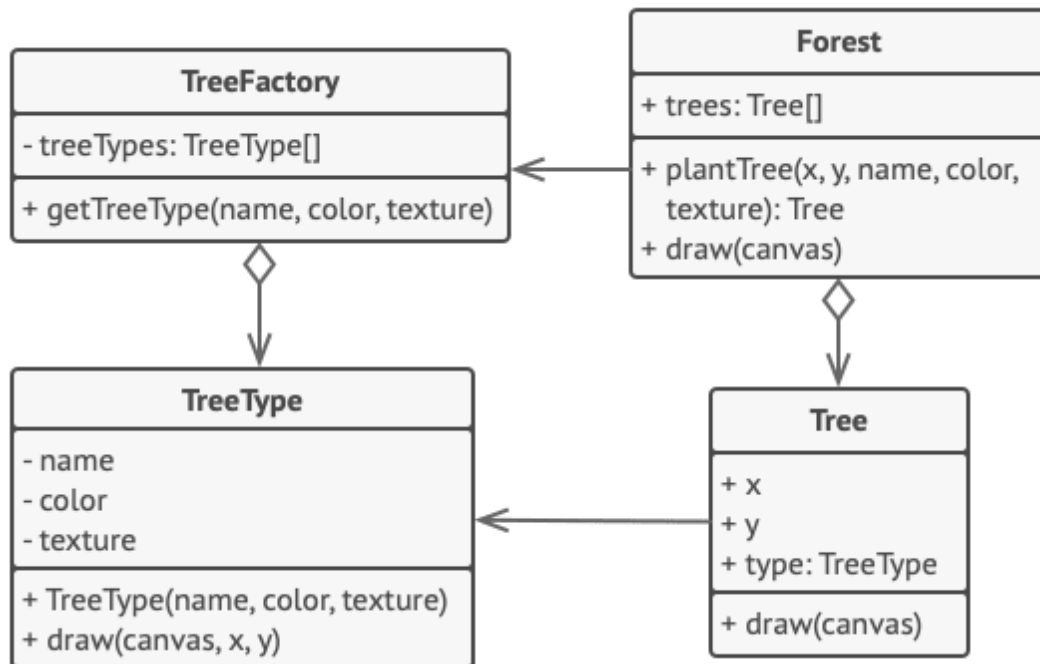 TreeFactory
- treeTypes: TreeType[]
+ getTreeType(name, color, texture)
Forest
+ trees: Tree[]
+ plantTree(x, y, name, color,
texture): Tree
+ draw(canvas)
TreeType
- name
- color
- texture
+ TreeType(name, color, texture)
+ draw(canvas, x, y)
Tree
+ x
+ y
+ type: TreeType
+ draw(canvas)